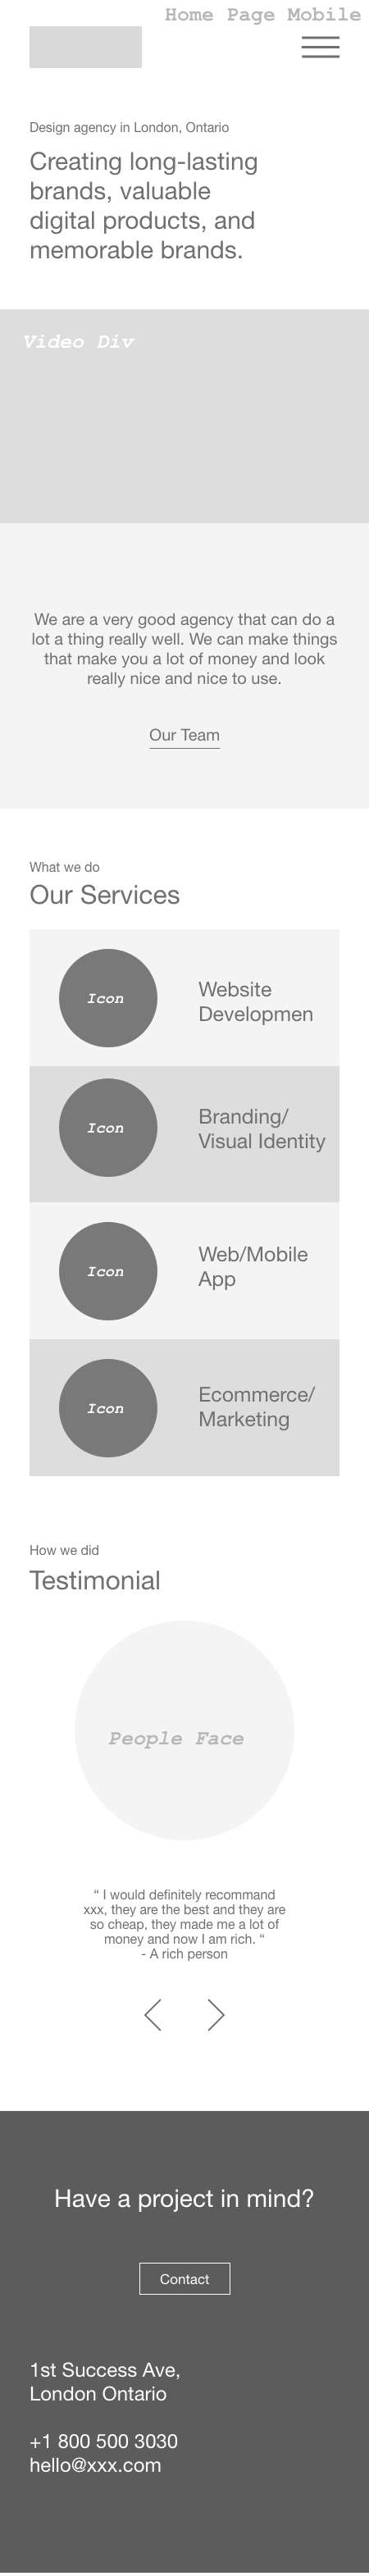 Home Page Mobile
Design agency in London, Ontario
Creating long-lasting
brands, valuable
digital products, and
memorable brands.
Video Div
We are a very good agency that can do a
lot a thing really well. We can make things
that make you a lot of money and look
really nice and nice to use.
Our Team
What we do
Our Services
Icon
Website
Developmen
Icon
Branding/
Visual Identity
Icon
Web/Mobile
App
Icon
Ecommerce/
Marketing
How we did
Testimonial
People Face
“ I would definitely recommand
xxx, they are the best and they are
so cheap, they made me a lot of
money and now I am rich. “
- A rich person
Have a project in mind?
Contact
1st Success Ave,
London Ontario
+1 800 500 3030
hello@xxx.com